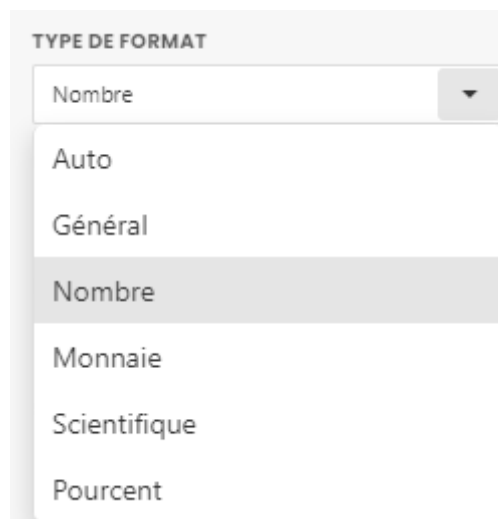 TYPE DE FORMAT
Nombre
Auto
Général
Nombre
Monnaie
Scientifique
Pourcent